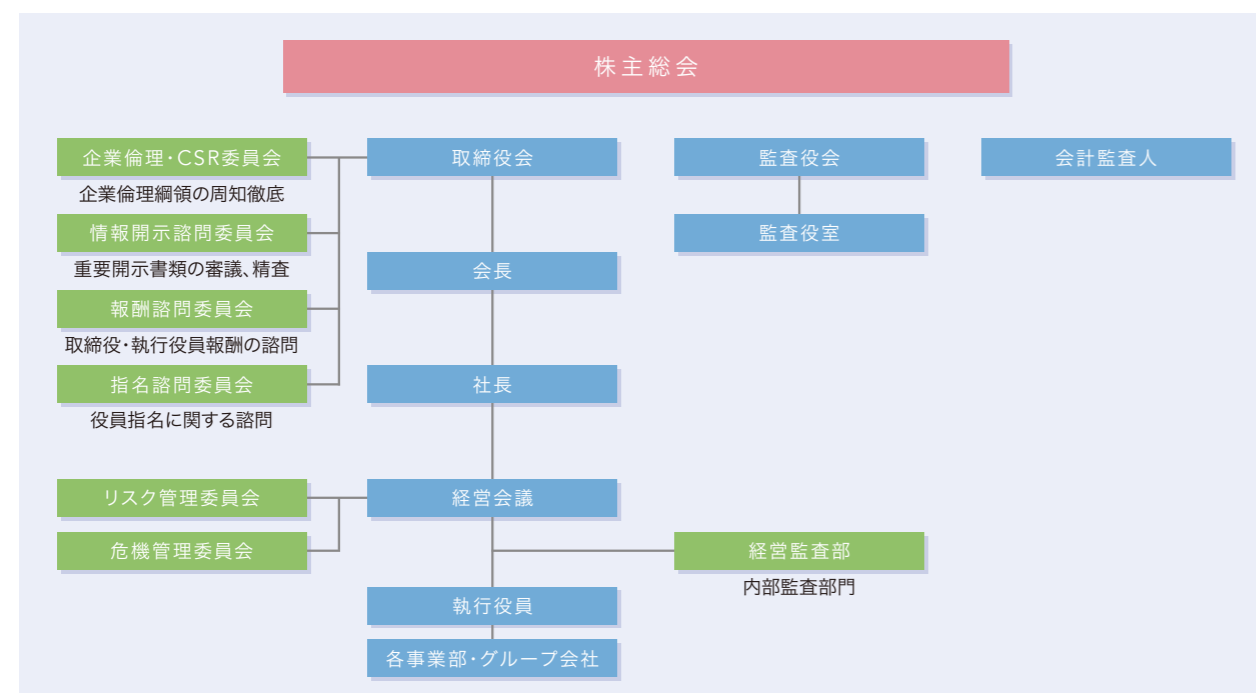 株主総会
企業倫理・CSR委員会
取締役会
監査役会
会計監査人
企業倫理綱領の周知徹底
情報開示諮問委員会
監査役室
重要開示書類の審議、精査
会長
報酬諮問委員会
取締役・執行役員報酬の諮問
指名諮問委員会
社長
役員指名に関する諮問
リスク管理委員会
経営会議
危機管理委員会
経営監査部
内部監査部門
執行役員
各事業部・グループ会社